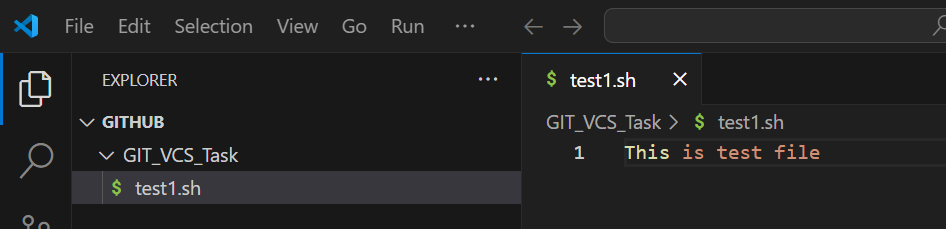 File Edit Selection View Go Run ···
EXPLORER ···
GITHUB
GIT_VCS_Task
$ test1.sh
$ test1.sh ×
GIT_VCS_Task > $ test1.sh
1 This is test file